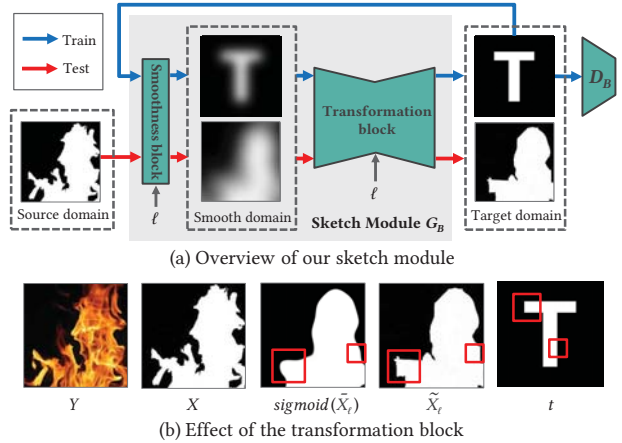 Train
Test
Smoothness block
T
Transformation
block
T
D_B
ℓ
ℓ
Source domain
Smooth domain
Sketch Module G_B
Target domain
(a) Overview of our sketch module
T
Y
X
sigmoid(X̄_ℓ)
X̃_ℓ
t
(b) Effect of the transformation block